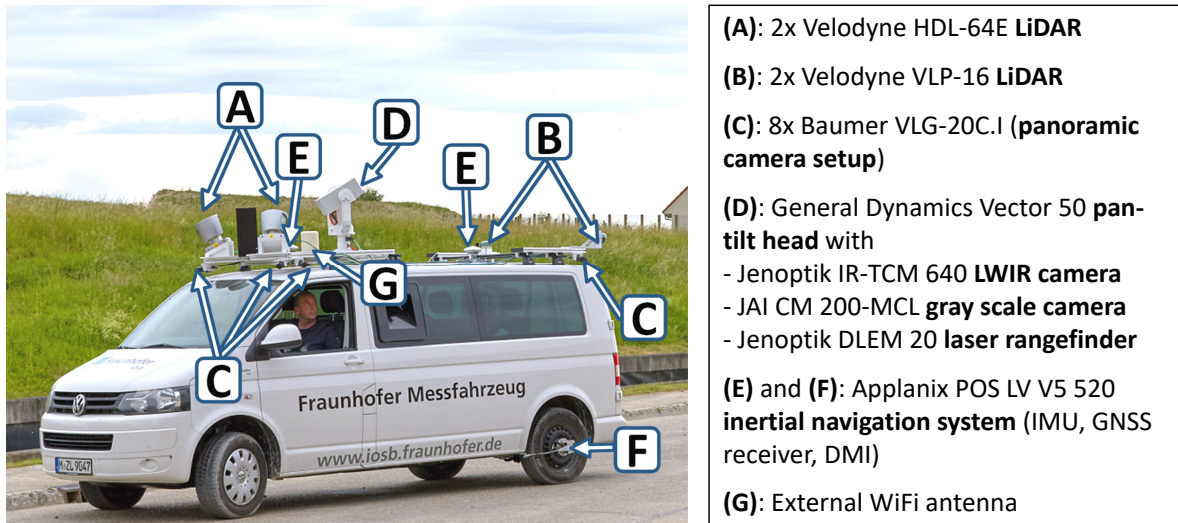 A
E
D
E
B
G
C
C
Fraunhofer Messfahrzeug
www.iosb.fraunhofer.de
F
M ZL 9047
(A): 2x Velodyne HDL-64E LiDAR
(B): 2x Velodyne VLP-16 LiDAR
(C): 8x Baumer VLG-20C.I (panoramic
camera setup)
(D): General Dynamics Vector 50 pan-
tilt head with
- Jenoptik IR-TCM 640 LWIR camera
- JAI CM 200-MCL gray scale camera
- Jenoptik DLEM 20 laser rangefinder
(E) and (F): Applanix POS LV V5 520
inertial navigation system (IMU, GNSS
receiver, DMI)
(G): External WiFi antenna